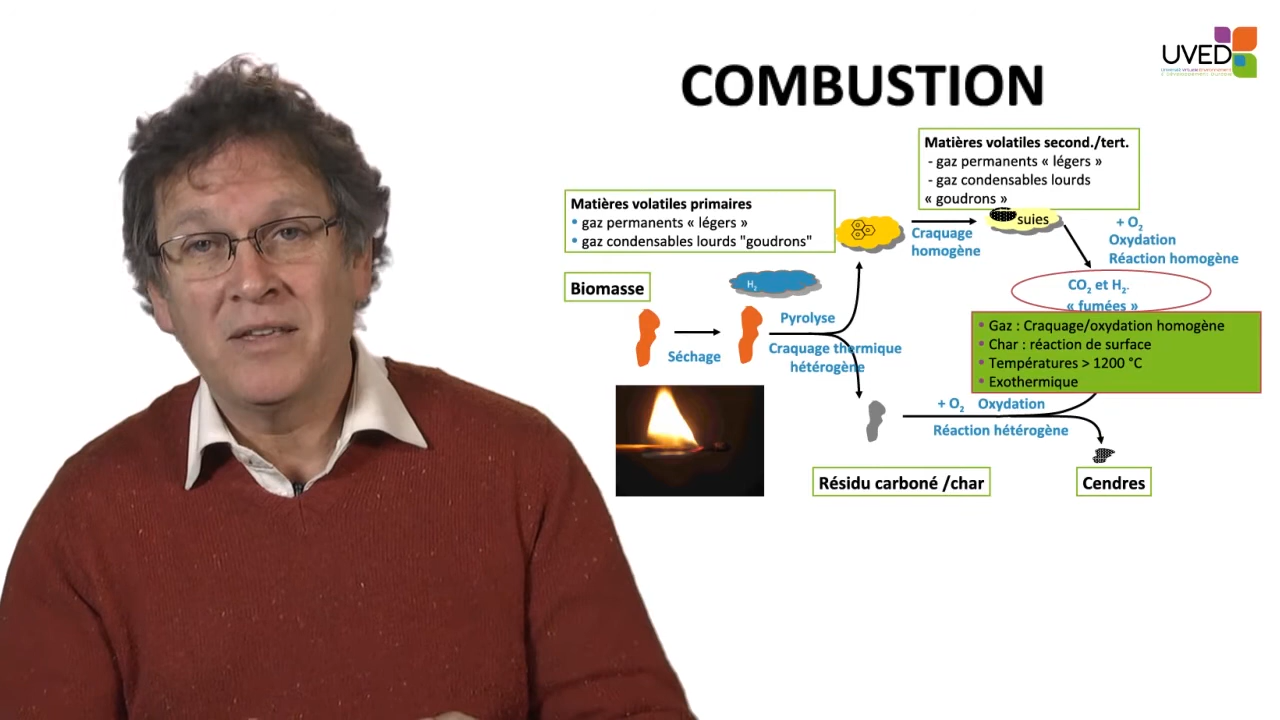 UVED
COMBUSTION
Matières volatiles second./tert.
- gaz permanents « légers »
- gaz condensables lourds
« goudrons »
Matières volatiles primaires
• gaz permanents « légers »
• gaz condensables lourds "goudrons"
suies
Craquage
homogène
+ O₂
Oxydation
Réaction homogène
Biomasse
H₂
CO₂ et H₂.
« fumées »
Pyrolyse
Séchage
Craquage thermique
hétérogène
• Gaz : Craquage/oxydation homogène
• Char : réaction de surface
• Températures > 1200 °C
• Exothermique
+ O₂ Oxydation
Réaction hétérogène
Résidu carboné /char
Cendres